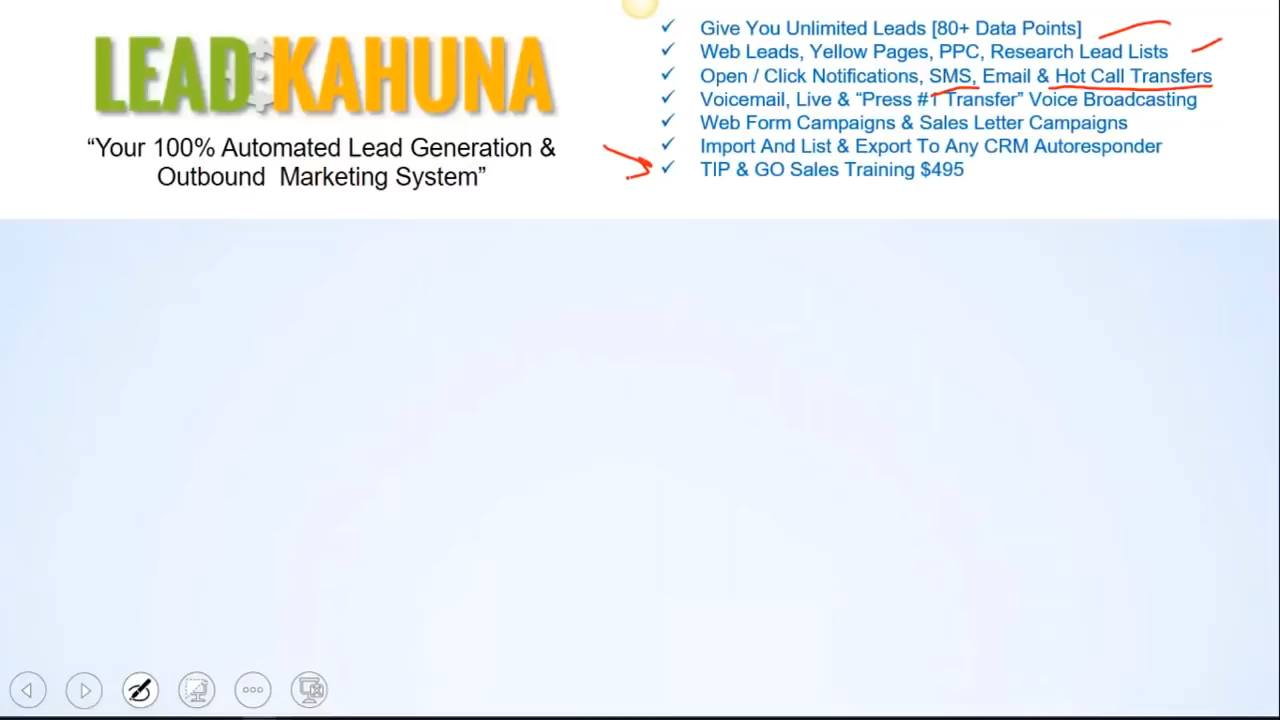 LEAD KAHUNA
“Your 100% Automated Lead Generation &
Outbound Marketing System”
Give You Unlimited Leads [80+ Data Points]
Web Leads, Yellow Pages, PPC, Research Lead Lists
Open / Click Notifications, SMS, Email & Hot Call Transfers
Voicemail, Live & “Press #1 Transfer” Voice Broadcasting
Web Form Campaigns & Sales Letter Campaigns
Import And List & Export To Any CRM Autoresponder
TIP & GO Sales Training $495